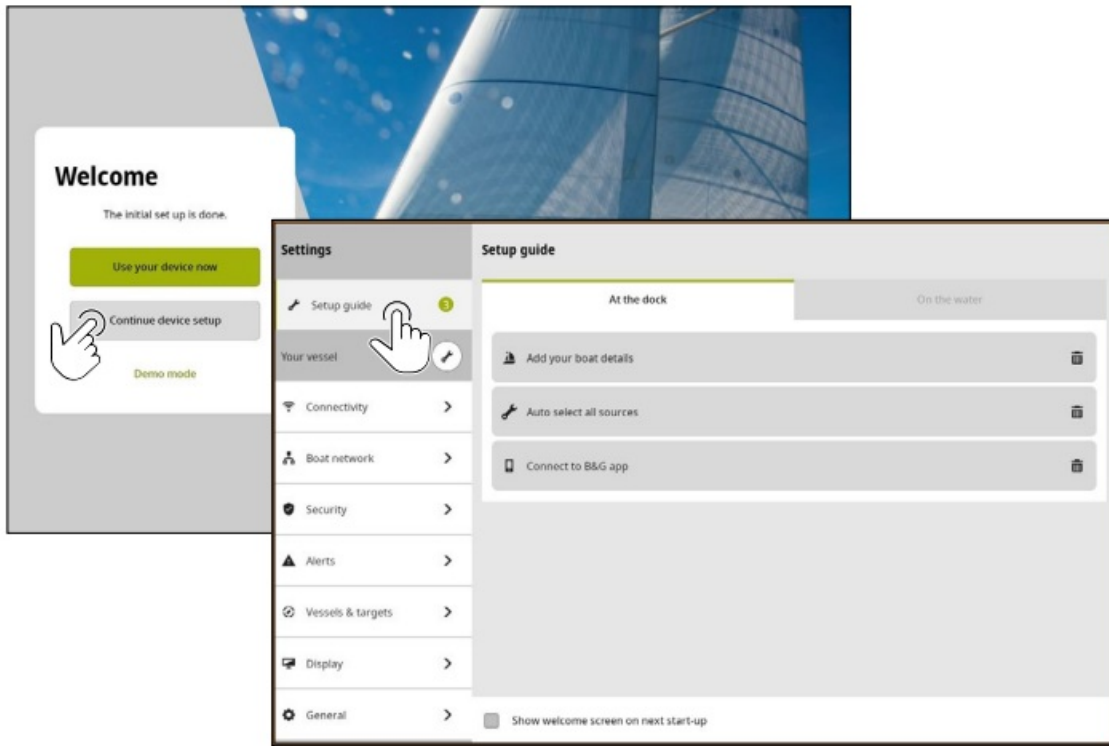 Welcome
The initial set up is done.
Use your device now
Continue device setup
Demo mode
Settings
Setup guide
3
Your vessel
Connectivity
Boat network
Security
Alerts
Vessels & targets
Display
General
Setup guide
At the dock
On the water
Add your boat details
Auto select all sources
Connect to B&G app
Show welcome screen on next start-up